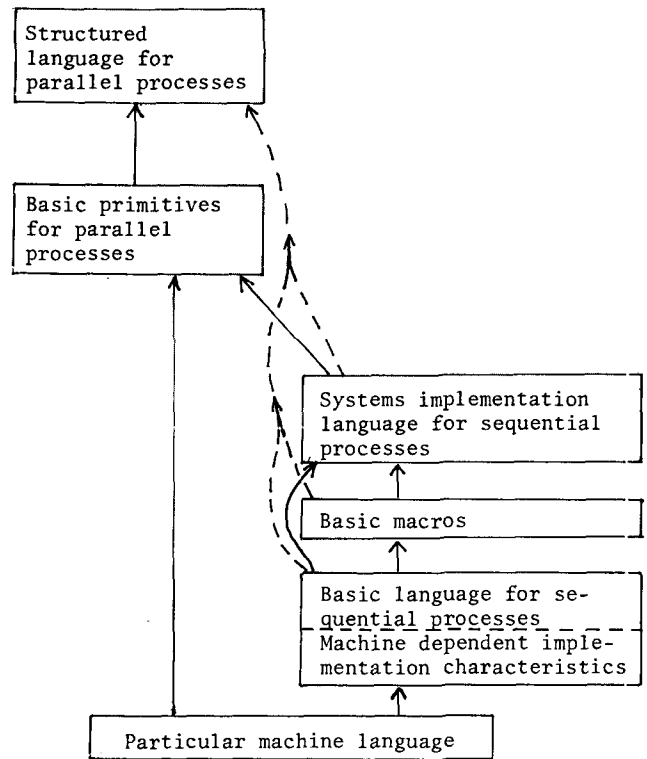 Structured
language for
parallel processes
Basic primitives
for parallel
processes
Systems implementation
language for sequential
processes
Basic macros
Basic language for se-
quential processes
Machine dependent imple-
mentation characteristics
Particular machine language